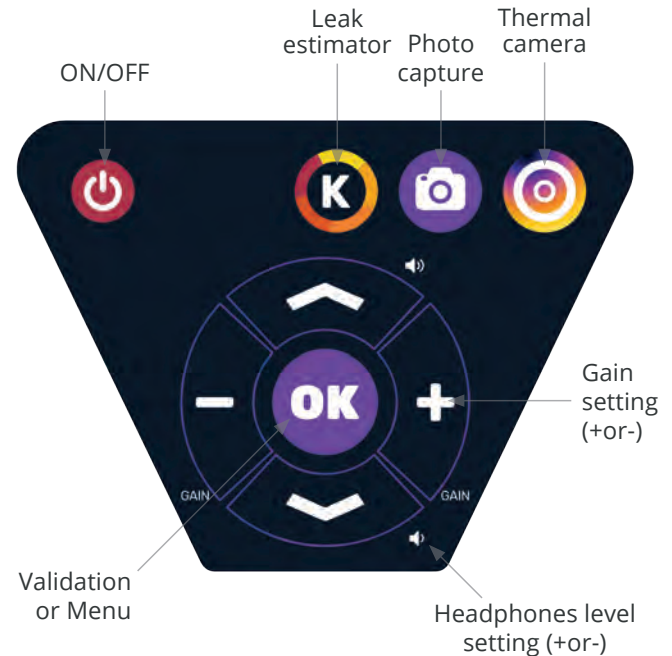 Leak
estimator
Photo
capture
Thermal
camera
ON/OFF
K
OK
GAIN
GAIN
Gain
setting
(+or-)
Validation
or Menu
Headphones level
setting (+or-)